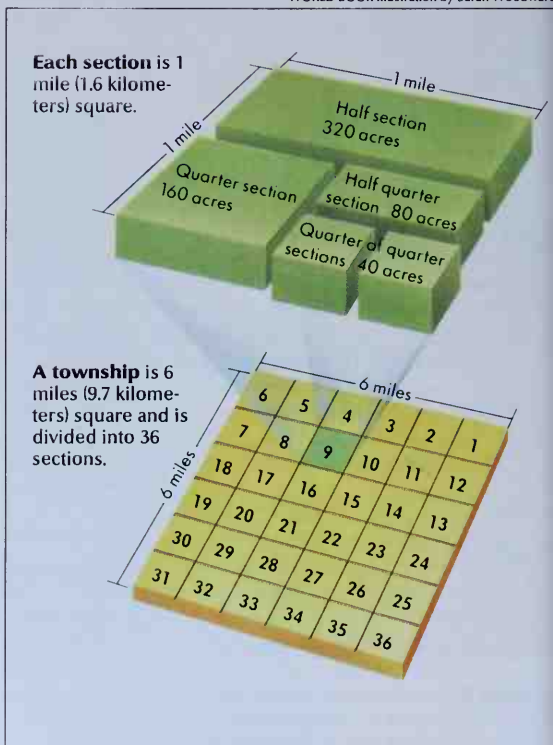 WORLD BOOK illustration by
Each section is 1
mile (1.6 kilome-
ters) square.
1 mile
1 mile
Half section
320 acres
Quarter section
160 acres
Half quarter
section 80 acres
Quarter of quarter
sections 40 acres
A township is 6
miles (9.7 kilome-
ters) square and is
divided into 36
sections.
6 miles
6 miles
6 5 4 3 2 1
7 8 9 10 11 12
18 17 16 15 14 13
19 20 21 22 23 24
30 29 28 27 26 25
31 32 33 34 35 36